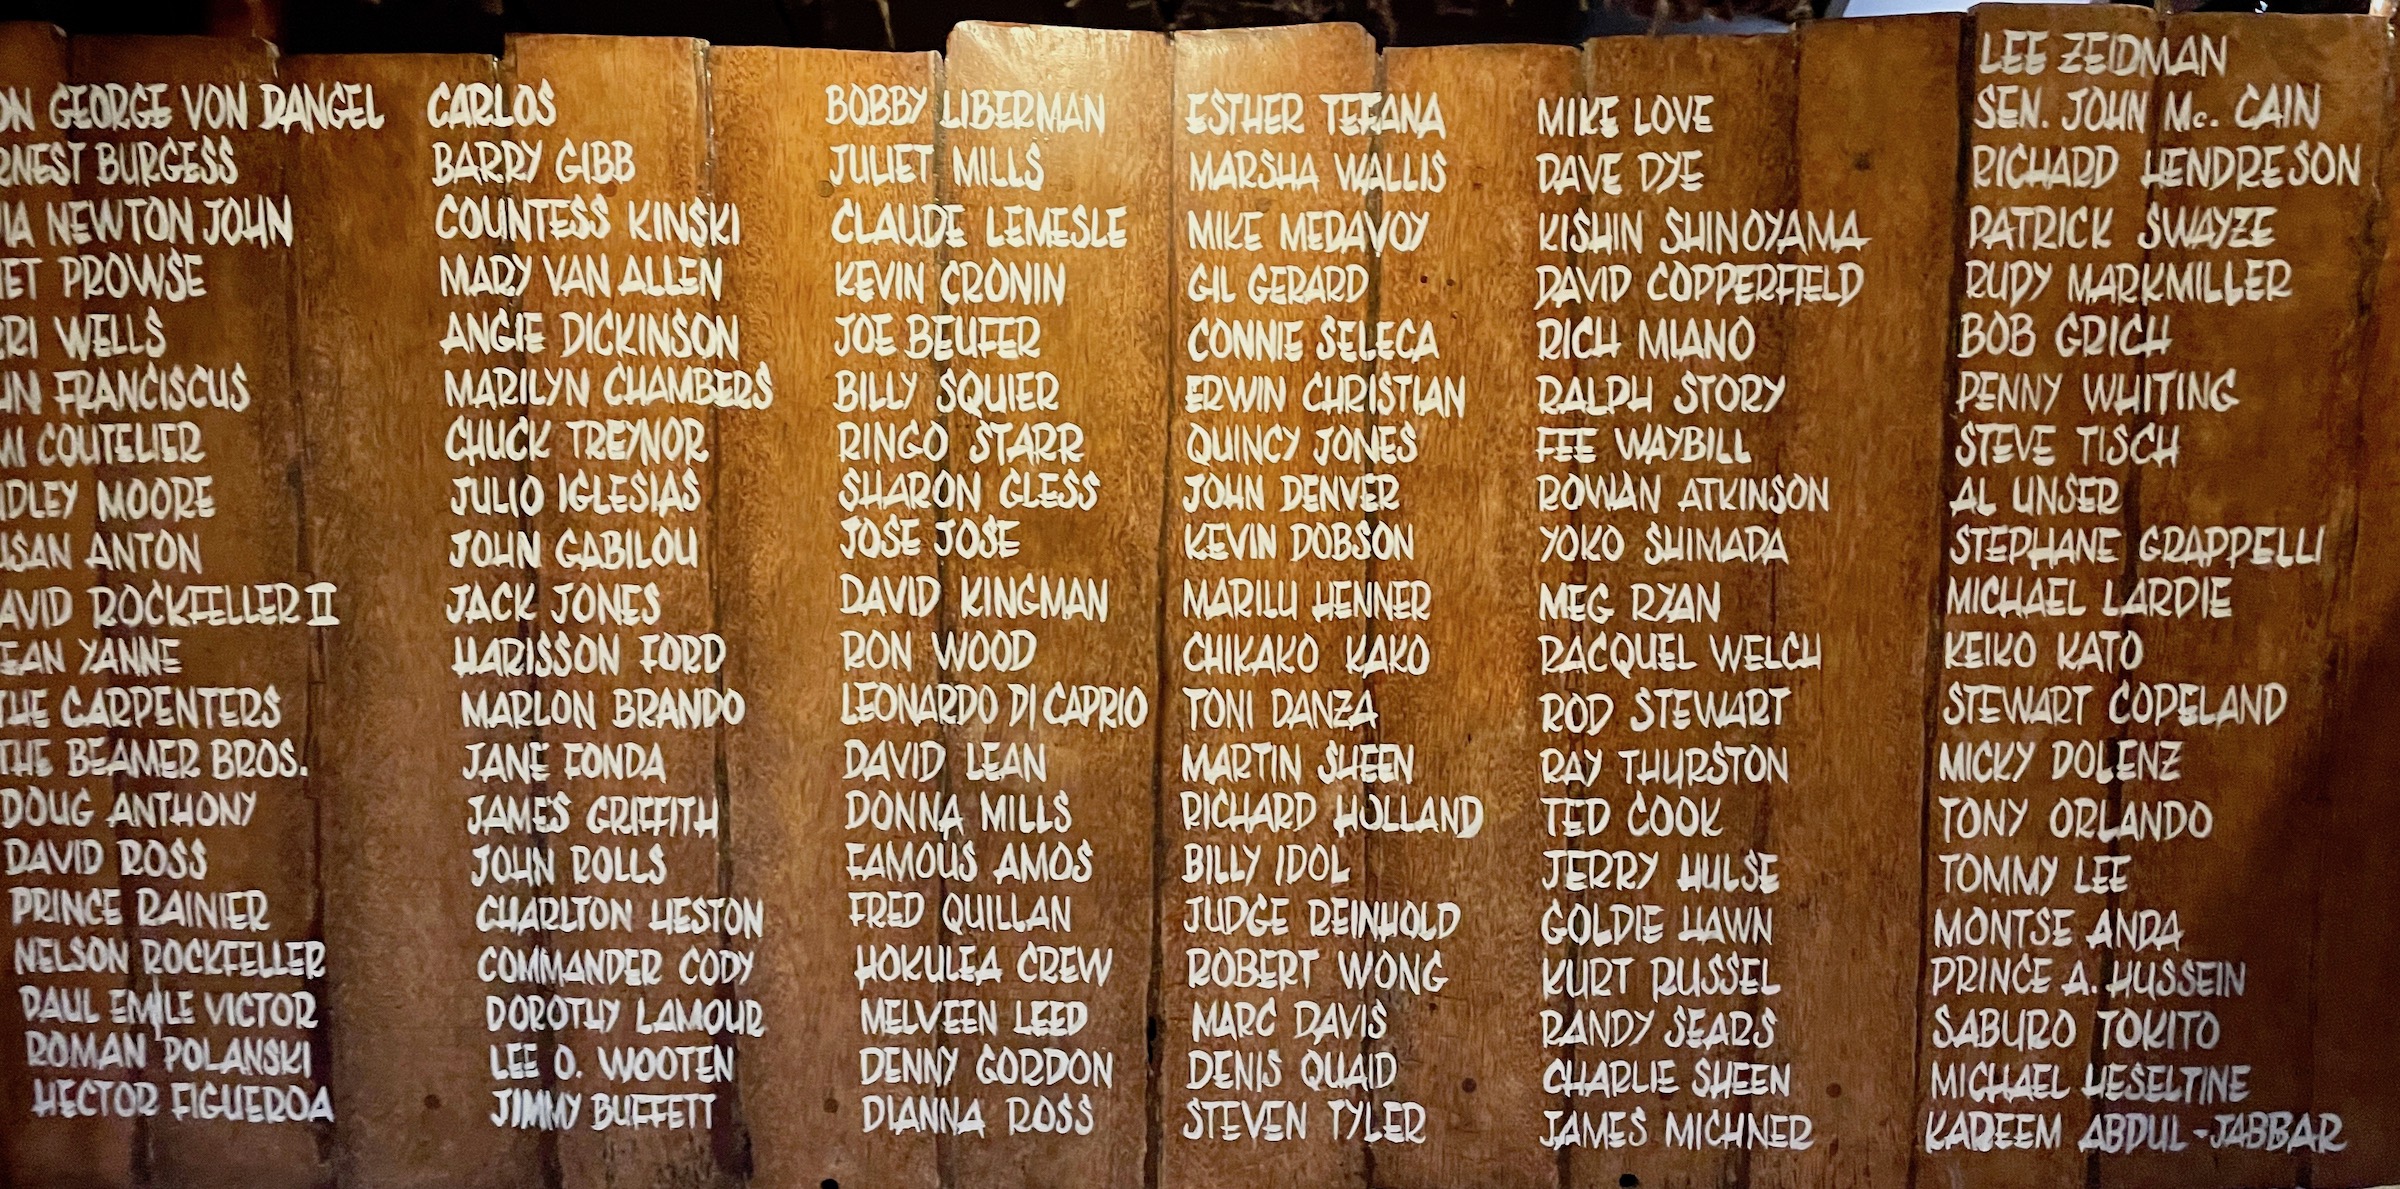 ON GEORGE VON DANGEL
RNEST BURGESS
IA NEWTON JOHN
ET PROWSE
RRI WELLS
HN FRANCISCUS
MI COUTELIER
DLEY MOORE
USAN ANTON
AVID ROCKFELLER II
EAN YANNE
THE CARPENTERS
THE BEAMER BROS.
DOUG ANTHONY
DAVID ROSS
PRINCE RAINIER
NELSON ROCKFELLER
PAUL EMILE VICTOR
ROMAN POLANSKI
HECTOR FIGUEROA
CARLOS
BARRY GIBB
COUNTESS KINSKI
MARY VAN ALLEN
ANGIE DICKINSON
MARILYN CHAMBERS
CHUCK TREYNOR
JULIO IGLESIAS
JOHN GABILOU
JACK JONES
HARISSON FORD
MARLON BRANDO
JANE FONDA
JAMES GRIFFITH
JOHN ROLLS
CHARLTON HESTON
COMMANDER CODY
DOROTHY LAMOUR
LEE O. WOOTEN
JIMMY BUFFETT
BOBBY LIBERMAN
JULIET MILLS
CLAUDE LEMESLE
KEVIN CRONIN
JOE BEUFER
BILLY SQUIER
RINGO STARR
SHARON GLESS
JOSE JOSE
DAVID KINGMAN
RON WOOD
LEONARDO DI CAPRIO
DAVID LEAN
DONNA MILLS
FAMOUS AMOS
FRED QUILLAN
HOKULEA CREW
MELVEEN LEED
DENNY GORDON
DIANNA ROSS
ESTHER TEFANA
MARSHA WALLIS
MIKE MEDAVOY
GIL GERARD
CONNIE SELECA
ERWIN CHRISTIAN
QUINCY JONES
JOHN DENVER
KEVIN DOBSON
MARILU HENNER
CHIKAKO KAKO
TONI DANZA
MARTIN SHEEN
RICHARD HOLLAND
BILLY IDOL
JUDGE REINHOLD
ROBERT WONG
MARC DAVIS
DENIS QUAID
STEVEN TYLER
MIKE LOVE
DAVE DYE
KISHIN SHINOYAMA
DAVID COPPERFIELD
RICH MIANO
RALPH STORY
FEE WAYBILL
ROWAN ATKINSON
YOKO SHIMADA
MEG RYAN
RACQUEL WELCH
ROD STEWART
RAY THURSTON
TED COOK
JERRY HULSE
GOLDIE HAWN
KURT RUSSEL
RANDY SEARS
CHARLIE SHEEN
JAMES MICHNER
LEE ZEIDMAN
SEN. JOHN Mc. CAIN
RICHARD HENDRESON
PATRICK SWAYZE
RUDY MARKMILLER
BOB GRICH
PENNY WHITING
STEVE TISCH
AL UNSER
STEPHANE GRAPPELLI
MICHAEL LARDIE
KEIKO KATO
STEWART COPELAND
MICKY DOLENZ
TONY ORLANDO
TOMMY LEE
MONTSE ANDA
PRINCE A. HUSSEIN
SABURO TOKITO
MICHAEL HESELTINE
KAREEM ABDUL-JABBAR